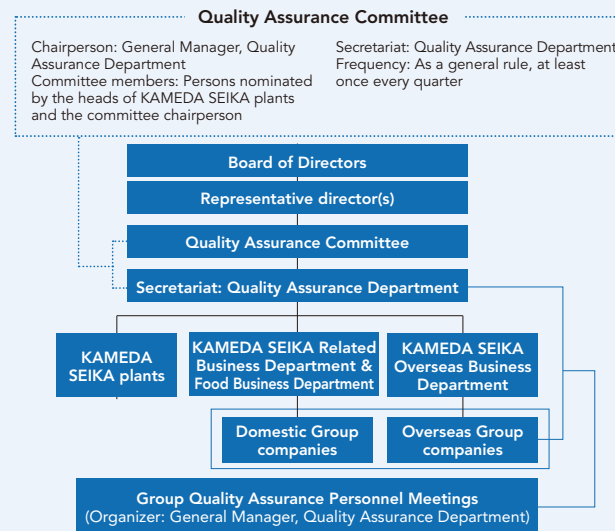 Quality Assurance Committee
Chairperson: General Manager, Quality
Assurance Department
Committee members: Persons nominated
by the heads of KAMEDA SEIKA plants
and the committee chairperson
Secretariat: Quality Assurance Department
Frequency: As a general rule, at least
once every quarter
Board of Directors
Representative director(s)
Quality Assurance Committee
Secretariat: Quality Assurance Department
KAMEDA
SEIKA plants
KAMEDA SEIKA Related
Business Department &
Food Business Department
KAMEDA SEIKA
Overseas Business
Department
Domestic Group
companies
Overseas Group
companies
Group Quality Assurance Personnel Meetings
(Organizer: General Manager, Quality Assurance Department)